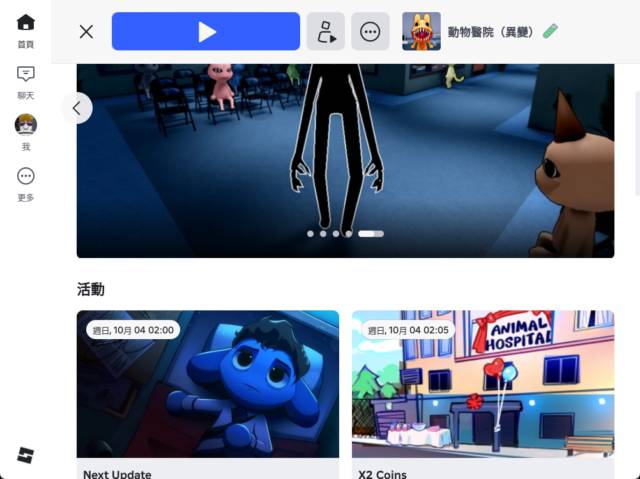 首頁
聊天
我
更多
動物醫院（異變）
活動
週日, 10月 04 02:00
Next Update
週日, 10月 04 02:05
ANIMAL
HOSPITAL
X2 Coins